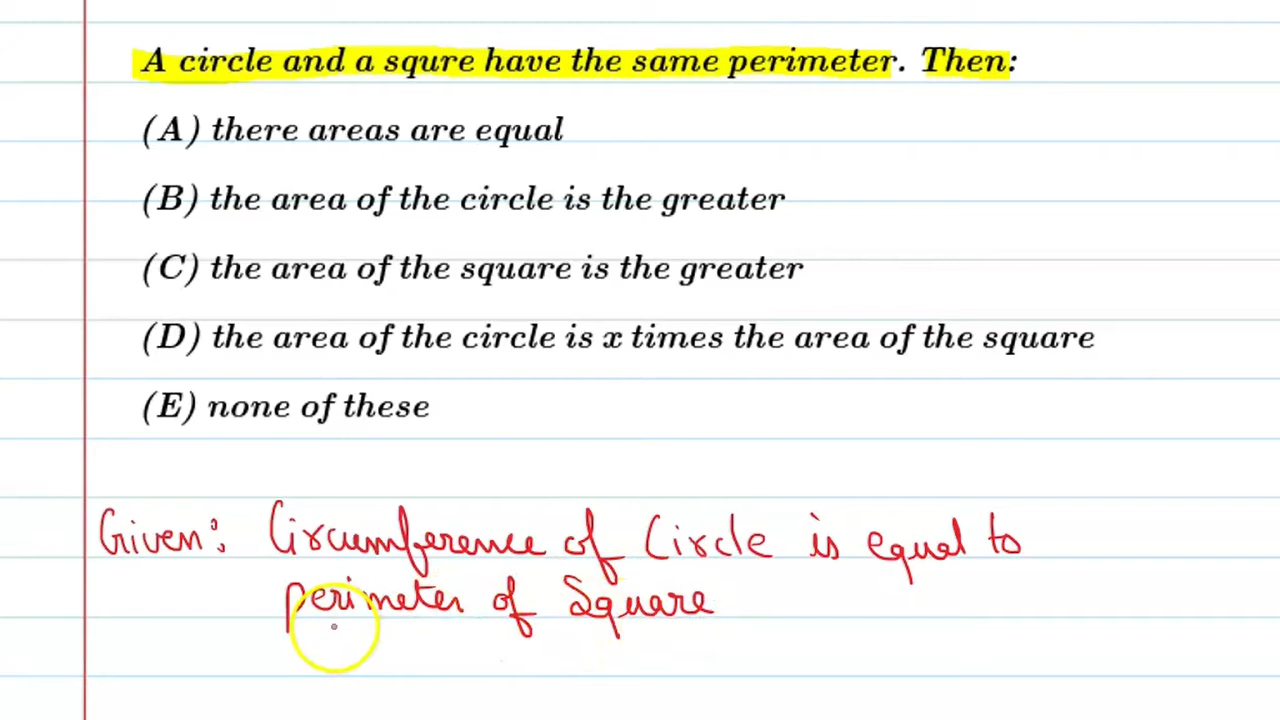 A circle and a squre have the same perimeter. Then:
(A) there areas are equal
(B) the area of the circle is the greater
(C) the area of the square is the greater
(D) the area of the circle is x times the area of the square
(E) none of these
Given: Circumference of Circle is equal to
perimeter of Square